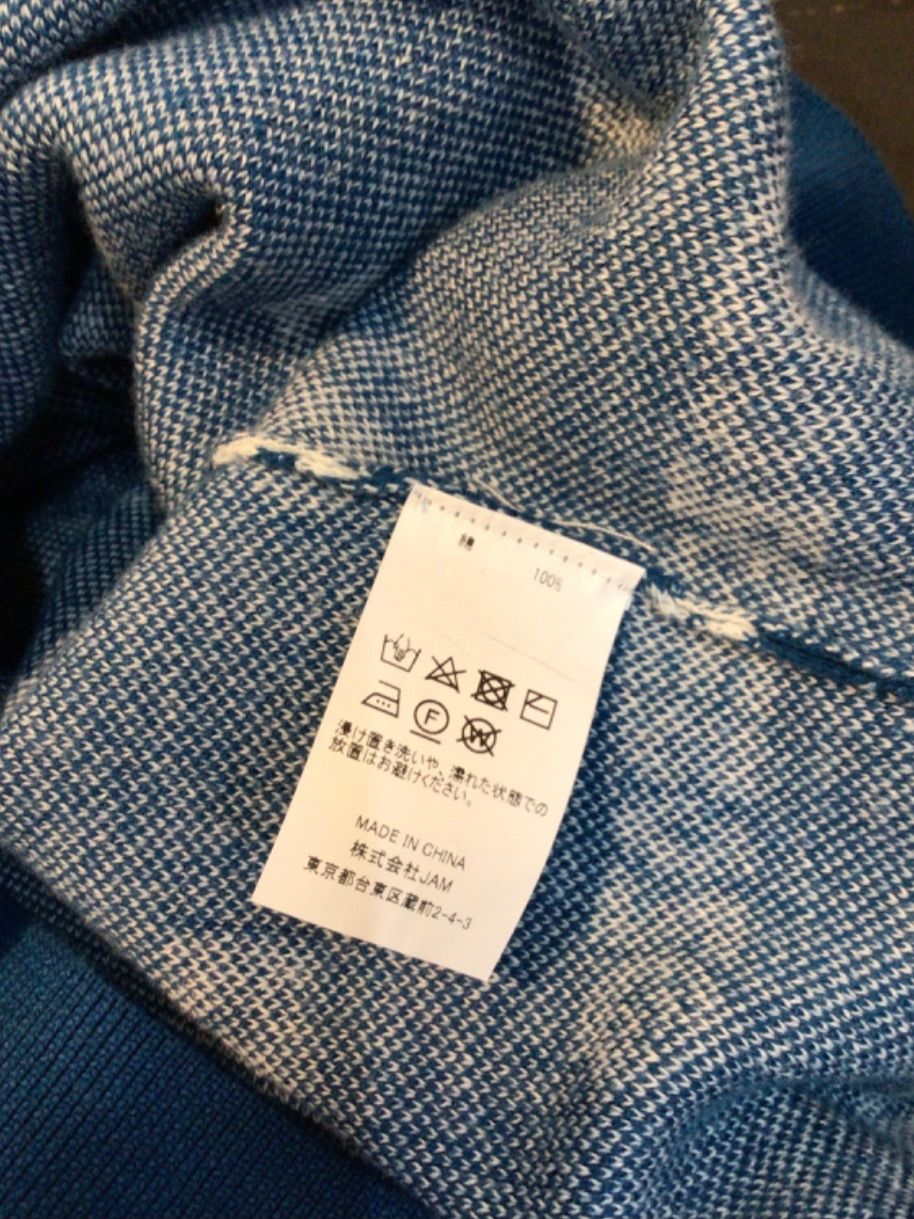 綿 100%
F
W
浸け置き洗いや、濡れた状態での
放置はお避けください。
MADE IN CHINA
株式会社JAM
東京都台東区蔵前2-4-3